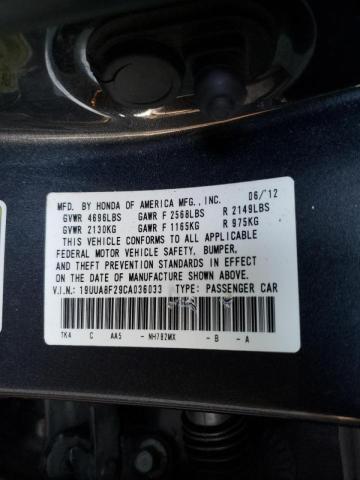 MFD. BY HONDA OF AMERICA MFG., INC. 06/12
GVWR 4696LBS GAWR F 2568LBS R 2149LBS
GVWR 2130KG GAWR F 1165KG R 975KG
THIS VEHICLE CONFORMS TO ALL APPLICABLE
FEDERAL MOTOR VEHICLE SAFETY, BUMPER,
AND THEFT PREVENTION STANDARDS IN EFFECT
ON THE DATE OF MANUFACTURE SHOWN ABOVE.
V.I.N.: 19UUA8F29CA036033 TYPE: PASSENGER CAR
TK4 C AA5 - NH782MX - B - A